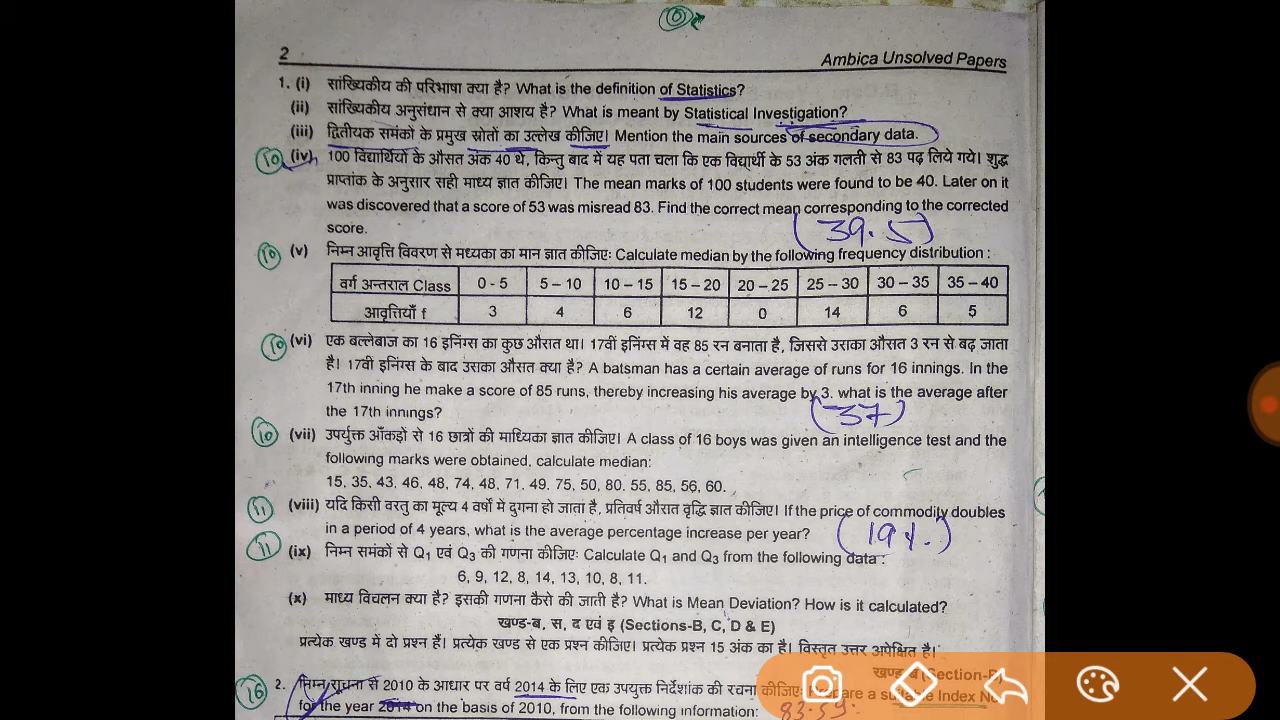 2
Ambica Unsolved Papers
1. (i) सांख्यिकीय की परिभाषा क्या है? What is the definition of Statistics?
(ii) सांख्यिकीय अनुसंधान से क्या आशय है? What is meant by Statistical Investigation?
(iii) द्वितीयक समंकों के प्रमुख स्रोतों का उल्लेख कीजिए। Mention the main sources of secondary data.
10 (iv) 100 विद्यार्थियों के औसत अंक 40 थे, किन्तु बाद में यह पता चला कि एक विद्यार्थी के 53 अंक गलती से 83 पढ़ लिये गये। शुद्ध
प्राप्तांक के अनुसार सही माध्य ज्ञात कीजिए। The mean marks of 100 students were found to be 40. Later on it
was discovered that a score of 53 was misread 83. Find the correct mean corresponding to the corrected
score.
(39.5)
10 (v) निम्न आवृत्ति विवरण से मध्यका का मान ज्ञात कीजिए: Calculate median by the following frequency distribution :
वर्ग अन्तराल Class 0 - 5 5 – 10 10 – 15 15 – 20 20 – 25 25 – 30 30 – 35 35 – 40
आवृत्तियाँ f 3 4 6 12 0 14 6 5
10 (vi) एक बल्लेबाज का 16 इनिंग्स का कुछ औसत था। 17वीं इनिंग्स में वह 85 रन बनाता है, जिससे उसका औसत 3 रन से बढ़ जाता
है। 17वीं इनिंग्स के बाद उसका औसत क्या है? A batsman has a certain average of runs for 16 innings. In the
17th inning he make a score of 85 runs, thereby increasing his average by 3. what is the average after
the 17th innings?
(37)
10 (vii) उपर्युक्त आँकड़ों से 16 छात्रों की माध्यिका ज्ञात कीजिए। A class of 16 boys was given an intelligence test and the
following marks were obtained, calculate median:
15, 35, 43, 46, 48, 74, 48, 71, 49, 75, 50, 80, 55, 85, 56, 60.
11 (viii) यदि किसी वस्तु का मूल्य 4 वर्षों में दुगना हो जाता है, प्रतिवर्ष औसत वृद्धि ज्ञात कीजिए। If the price of commodily doubles
in a period of 4 years, what is the average percentage increase per year?
(19%.)
11 (ix) निम्न समंकों से Q1 एवं Q3 की गणना कीजिए: Calculate Q1 and Q3 from the following data :
6, 9, 12, 8, 14, 13, 10, 8, 11.
(x) माध्य विचलन क्या है? इसकी गणना कैसे की जाती है? What is Mean Deviation? How is it calculated?
खण्ड-ब, स, द एवं इ (Sections-B, C, D & E)
प्रत्येक खण्ड में दो प्रश्न हैं। प्रत्येक खण्ड से एक प्रश्न कीजिए। प्रत्येक प्रश्न 15 अंक का है। विस्तृत उत्तर अपेक्षित है।
खण्ड-ब (Section-B)
16 2. निम्न सूचना से 2010 के आधार पर वर्ष 2014 के लिए एक उपयुक्त निर्देशांक की रचना कीजिए: a Index No
for the year 2014 on the basis of 2010, from the following information:
83.59